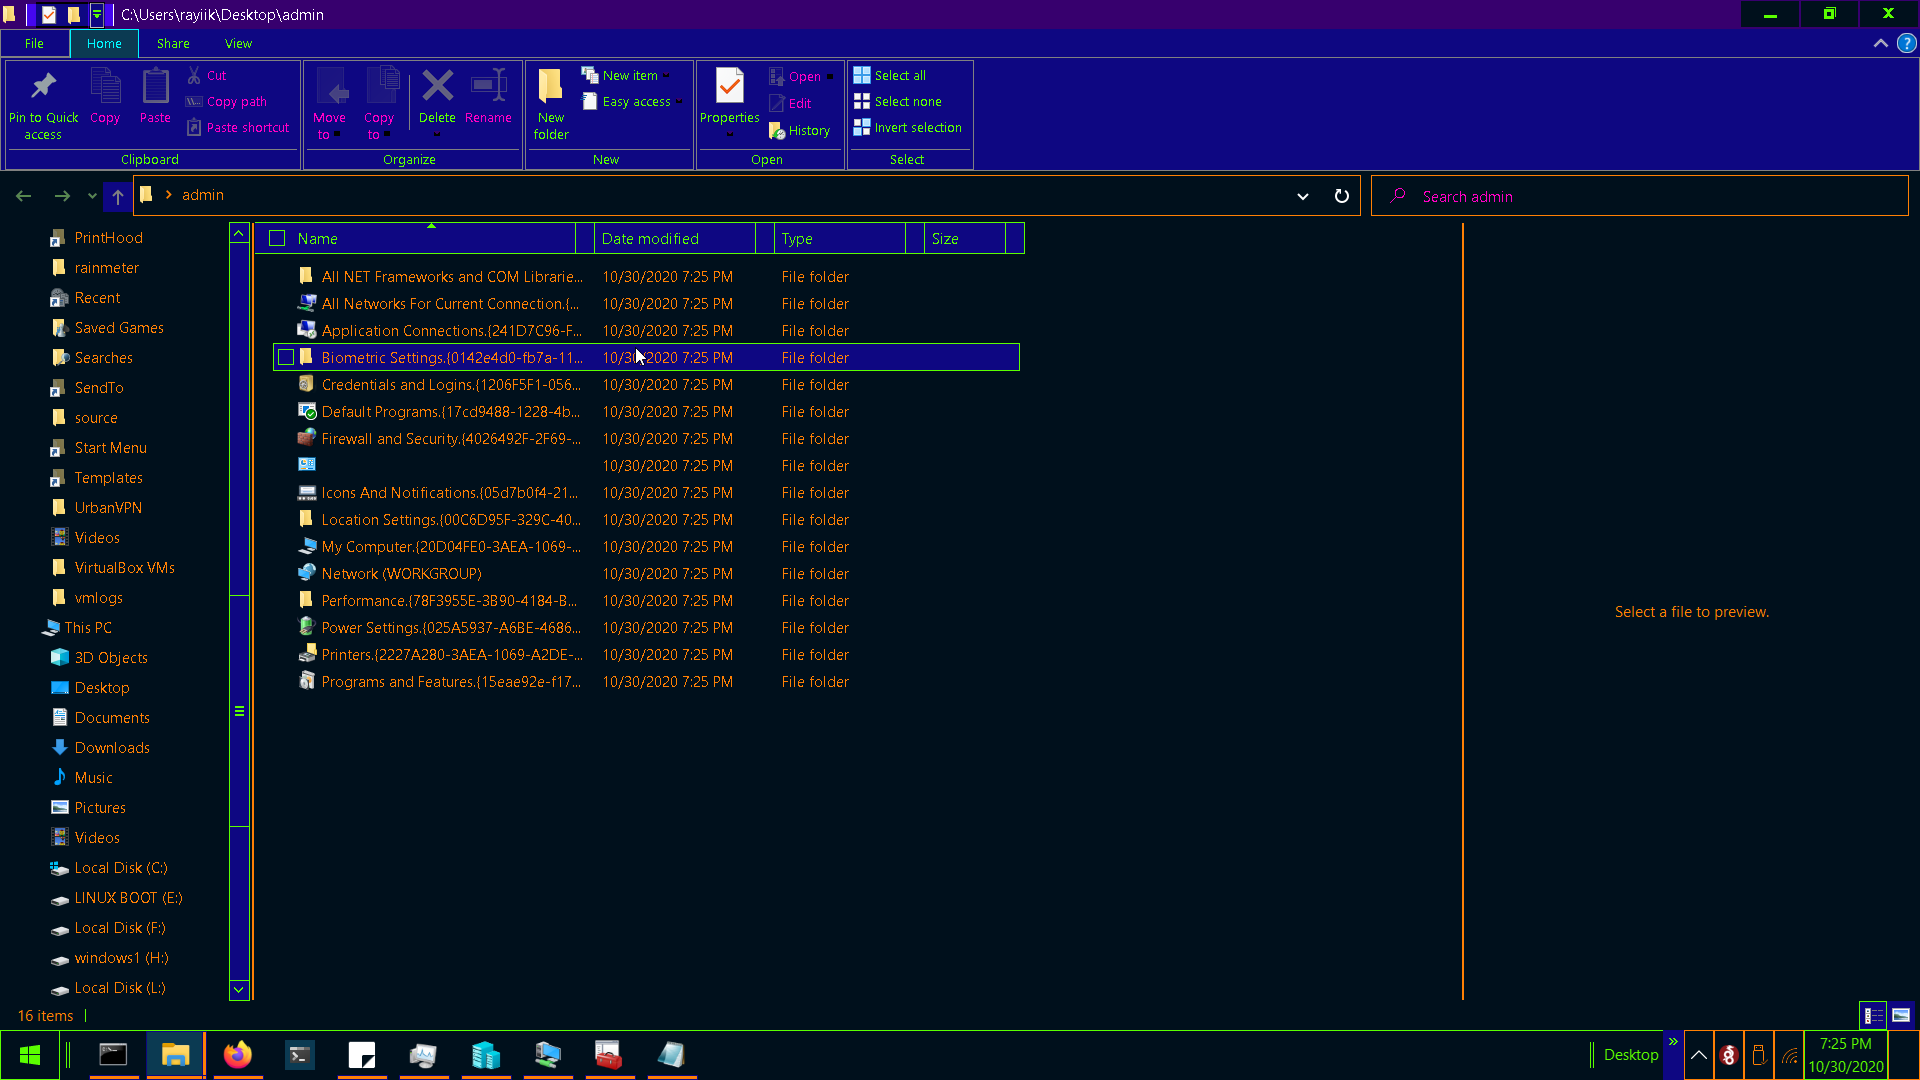 C:\Users\rayiik\Desktop\admin
File Home Share View
Pin to Quick access
Copy
Paste
Cut
Copy path
Paste shortcut
Clipboard
Move to
Copy to
Delete
Rename
Organize
New folder
New item
Easy access
New
Properties
Open
Edit
History
Open
Select all
Select none
Invert selection
Select
admin
Search admin
PrintHood
rainmeter
Recent
Saved Games
Searches
SendTo
source
Start Menu
Templates
UrbanVPN
Videos
VirtualBox VMs
vmlogs
This PC
3D Objects
Desktop
Documents
Downloads
Music
Pictures
Videos
Local Disk (C:)
LINUX BOOT (E:)
Local Disk (F:)
windows1 (H:)
Local Disk (L:)
Name Date modified Type Size
All NET Frameworks and COM Librarie... 10/30/2020 7:25 PM File folder
All Networks For Current Connection.{... 10/30/2020 7:25 PM File folder
Application Connections.{241D7C96-F... 10/30/2020 7:25 PM File folder
Biometric Settings.{0142e4d0-fb7a-11... 10/30/2020 7:25 PM File folder
Credentials and Logins.{1206F5F1-056... 10/30/2020 7:25 PM File folder
Default Programs.{17cd9488-1228-4b... 10/30/2020 7:25 PM File folder
Firewall and Security.{4026492F-2F69-... 10/30/2020 7:25 PM File folder
10/30/2020 7:25 PM File folder
Icons And Notifications.{05d7b0f4-21... 10/30/2020 7:25 PM File folder
Location Settings.{00C6D95F-329C-40... 10/30/2020 7:25 PM File folder
My Computer.{20D04FE0-3AEA-1069-... 10/30/2020 7:25 PM File folder
Network (WORKGROUP) 10/30/2020 7:25 PM File folder
Performance.{78F3955E-3B90-4184-B... 10/30/2020 7:25 PM File folder
Power Settings.{025A5937-A6BE-4686... 10/30/2020 7:25 PM File folder
Printers.{2227A280-3AEA-1069-A2DE-... 10/30/2020 7:25 PM File folder
Programs and Features.{15eae92e-f17... 10/30/2020 7:25 PM File folder
Select a file to preview.
16 items
Desktop
7:25 PM
10/30/2020